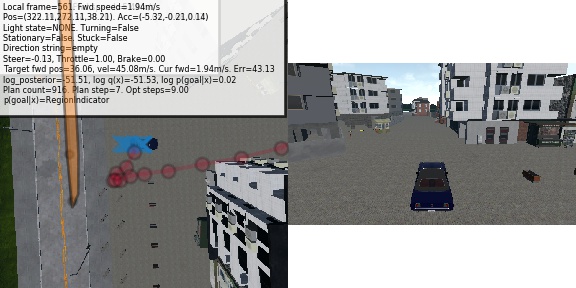 Local frame=561. Fwd speed=1.94m/s
Pos=(322.11,272.11,38.21). Acc=(-5.32,-0.21,0.14)
Light state=NONE. Turning=False
Stationary=False, Stuck=False
Direction string=empty
Steer=-0.13, Throttle=1.00, Brake=0.00
Target fwd pos=36.06, vel=45.08m/s. Cur fwd=1.94m/s. Err=43.13
log_posterior=-51.51, log q(x)=-51.53, log p(goal|x)=0.02
Plan count=916. Plan step=7. Opt steps=9.00
p(goal|x)=RegionIndicator